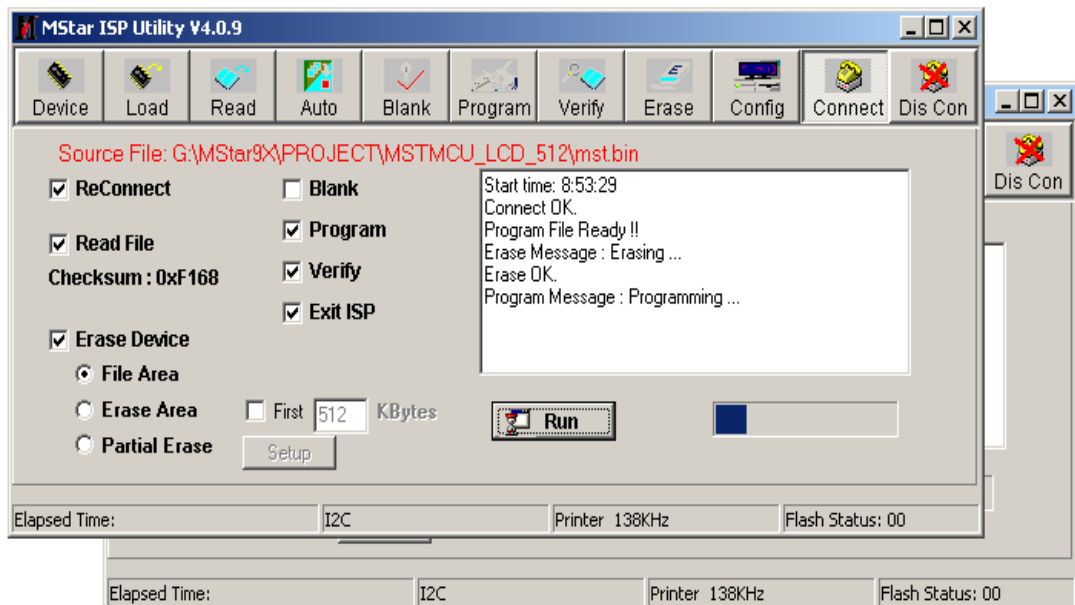 MStar ISP Utility V4.0.9
Device Load Read Auto Blank Program Verify Erase Config Connect Dis Con
Dis Con
Source File: G:\MStar9X\PROJECT\MSTMCU_LCD_512\mst.bin
ReConnect
Read File
Checksum : 0xF168
Blank
Program
Verify
Exit ISP
Erase Device
File Area
Erase Area
Partial Erase
First 512 KBytes
Setup
Start time: 8:53:29
Connect OK.
Program File Ready !!
Erase Message : Erasing ...
Erase OK.
Program Message : Programming ...
Run
Elapsed Time: I2C Printer 138KHz Flash Status: 00
Elapsed Time: I2C Printer 138KHz Flash Status: 00